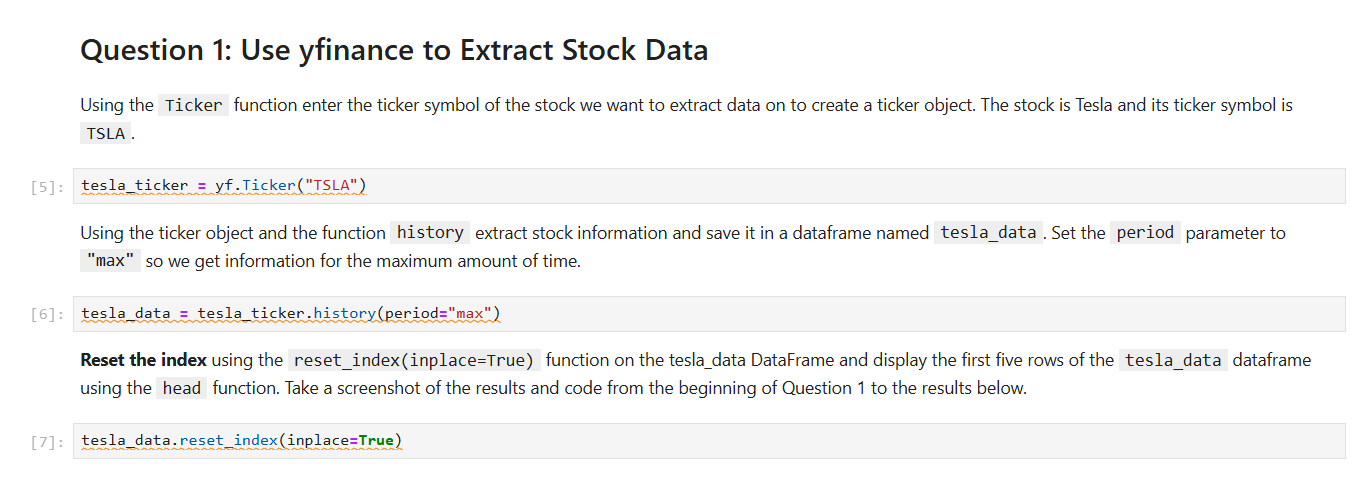 Question 1: Use yfinance to Extract Stock Data
Using the Ticker function enter the ticker symbol of the stock we want to extract data on to create a ticker object. The stock is Tesla and its ticker symbol is
TSLA .
[5]: tesla_ticker = yf.Ticker("TSLA")
Using the ticker object and the function history extract stock information and save it in a dataframe named tesla_data . Set the period parameter to
"max" so we get information for the maximum amount of time.
[6]: tesla_data = tesla_ticker.history(period="max")
Reset the index using the reset_index(inplace=True) function on the tesla_data DataFrame and display the first five rows of the tesla_data dataframe
using the head function. Take a screenshot of the results and code from the beginning of Question 1 to the results below.
[7]: tesla_data.reset_index(inplace=True)